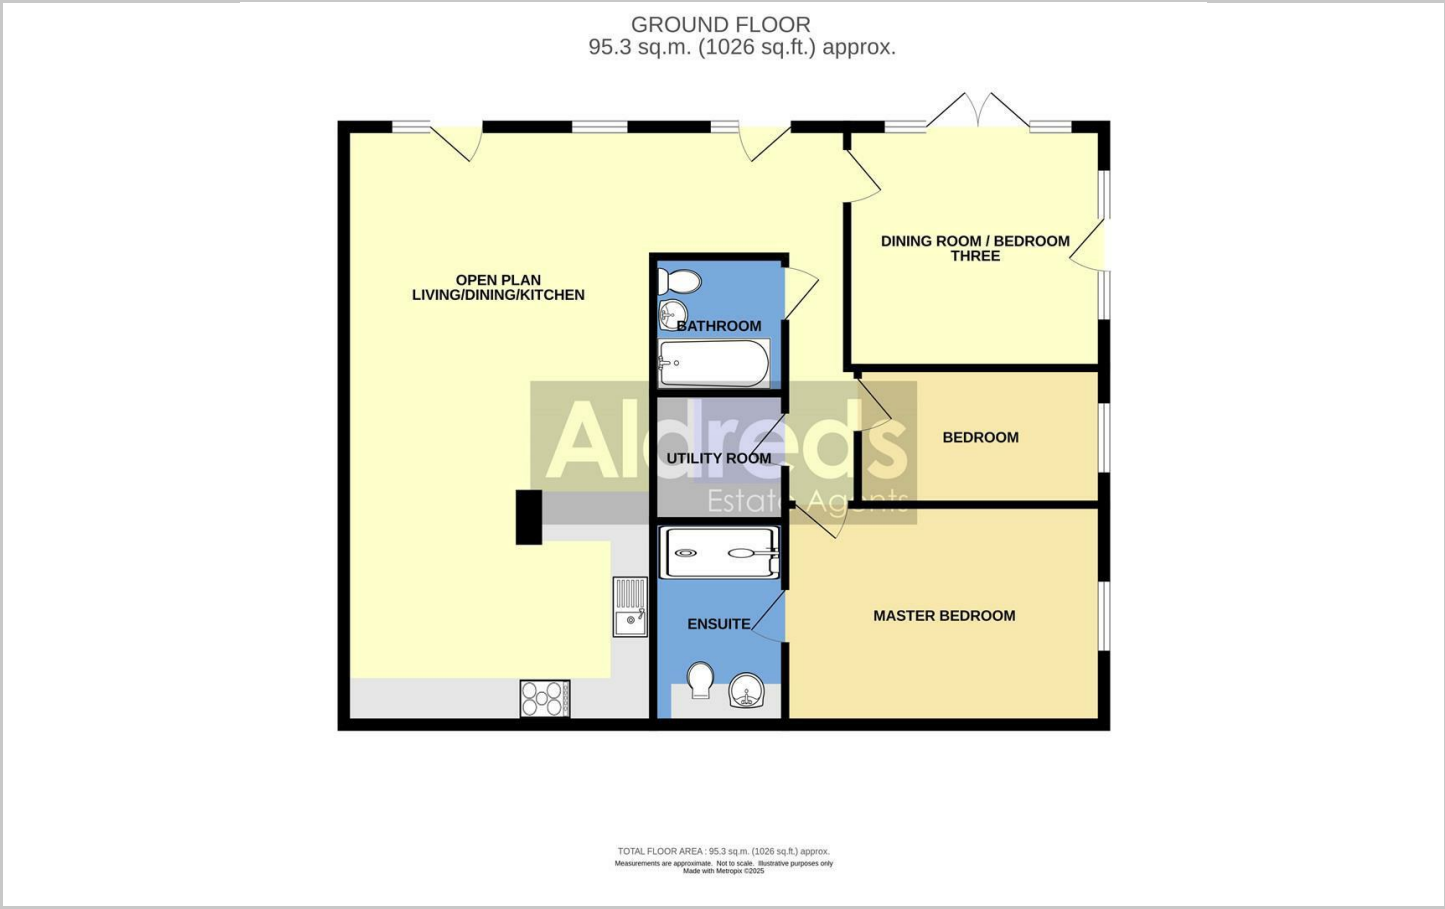 GROUND FLOOR
95.3 sq.m. (1026 sq.ft.) approx.
DINING ROOM / BEDROOM
THREE
OPEN PLAN
LIVING/DINING/KITCHEN
BATHROOM
Aldreds
BEDROOM
UTILITY ROOM
Estate Agents
MASTER BEDROOM
ENSUITE
TOTAL FLOOR AREA : 95.3 sq.m. (1026 sq.ft.) approx.
Measurements are approximate. Not to scale. Illustrative purposes only
Made with Metropix ©2025